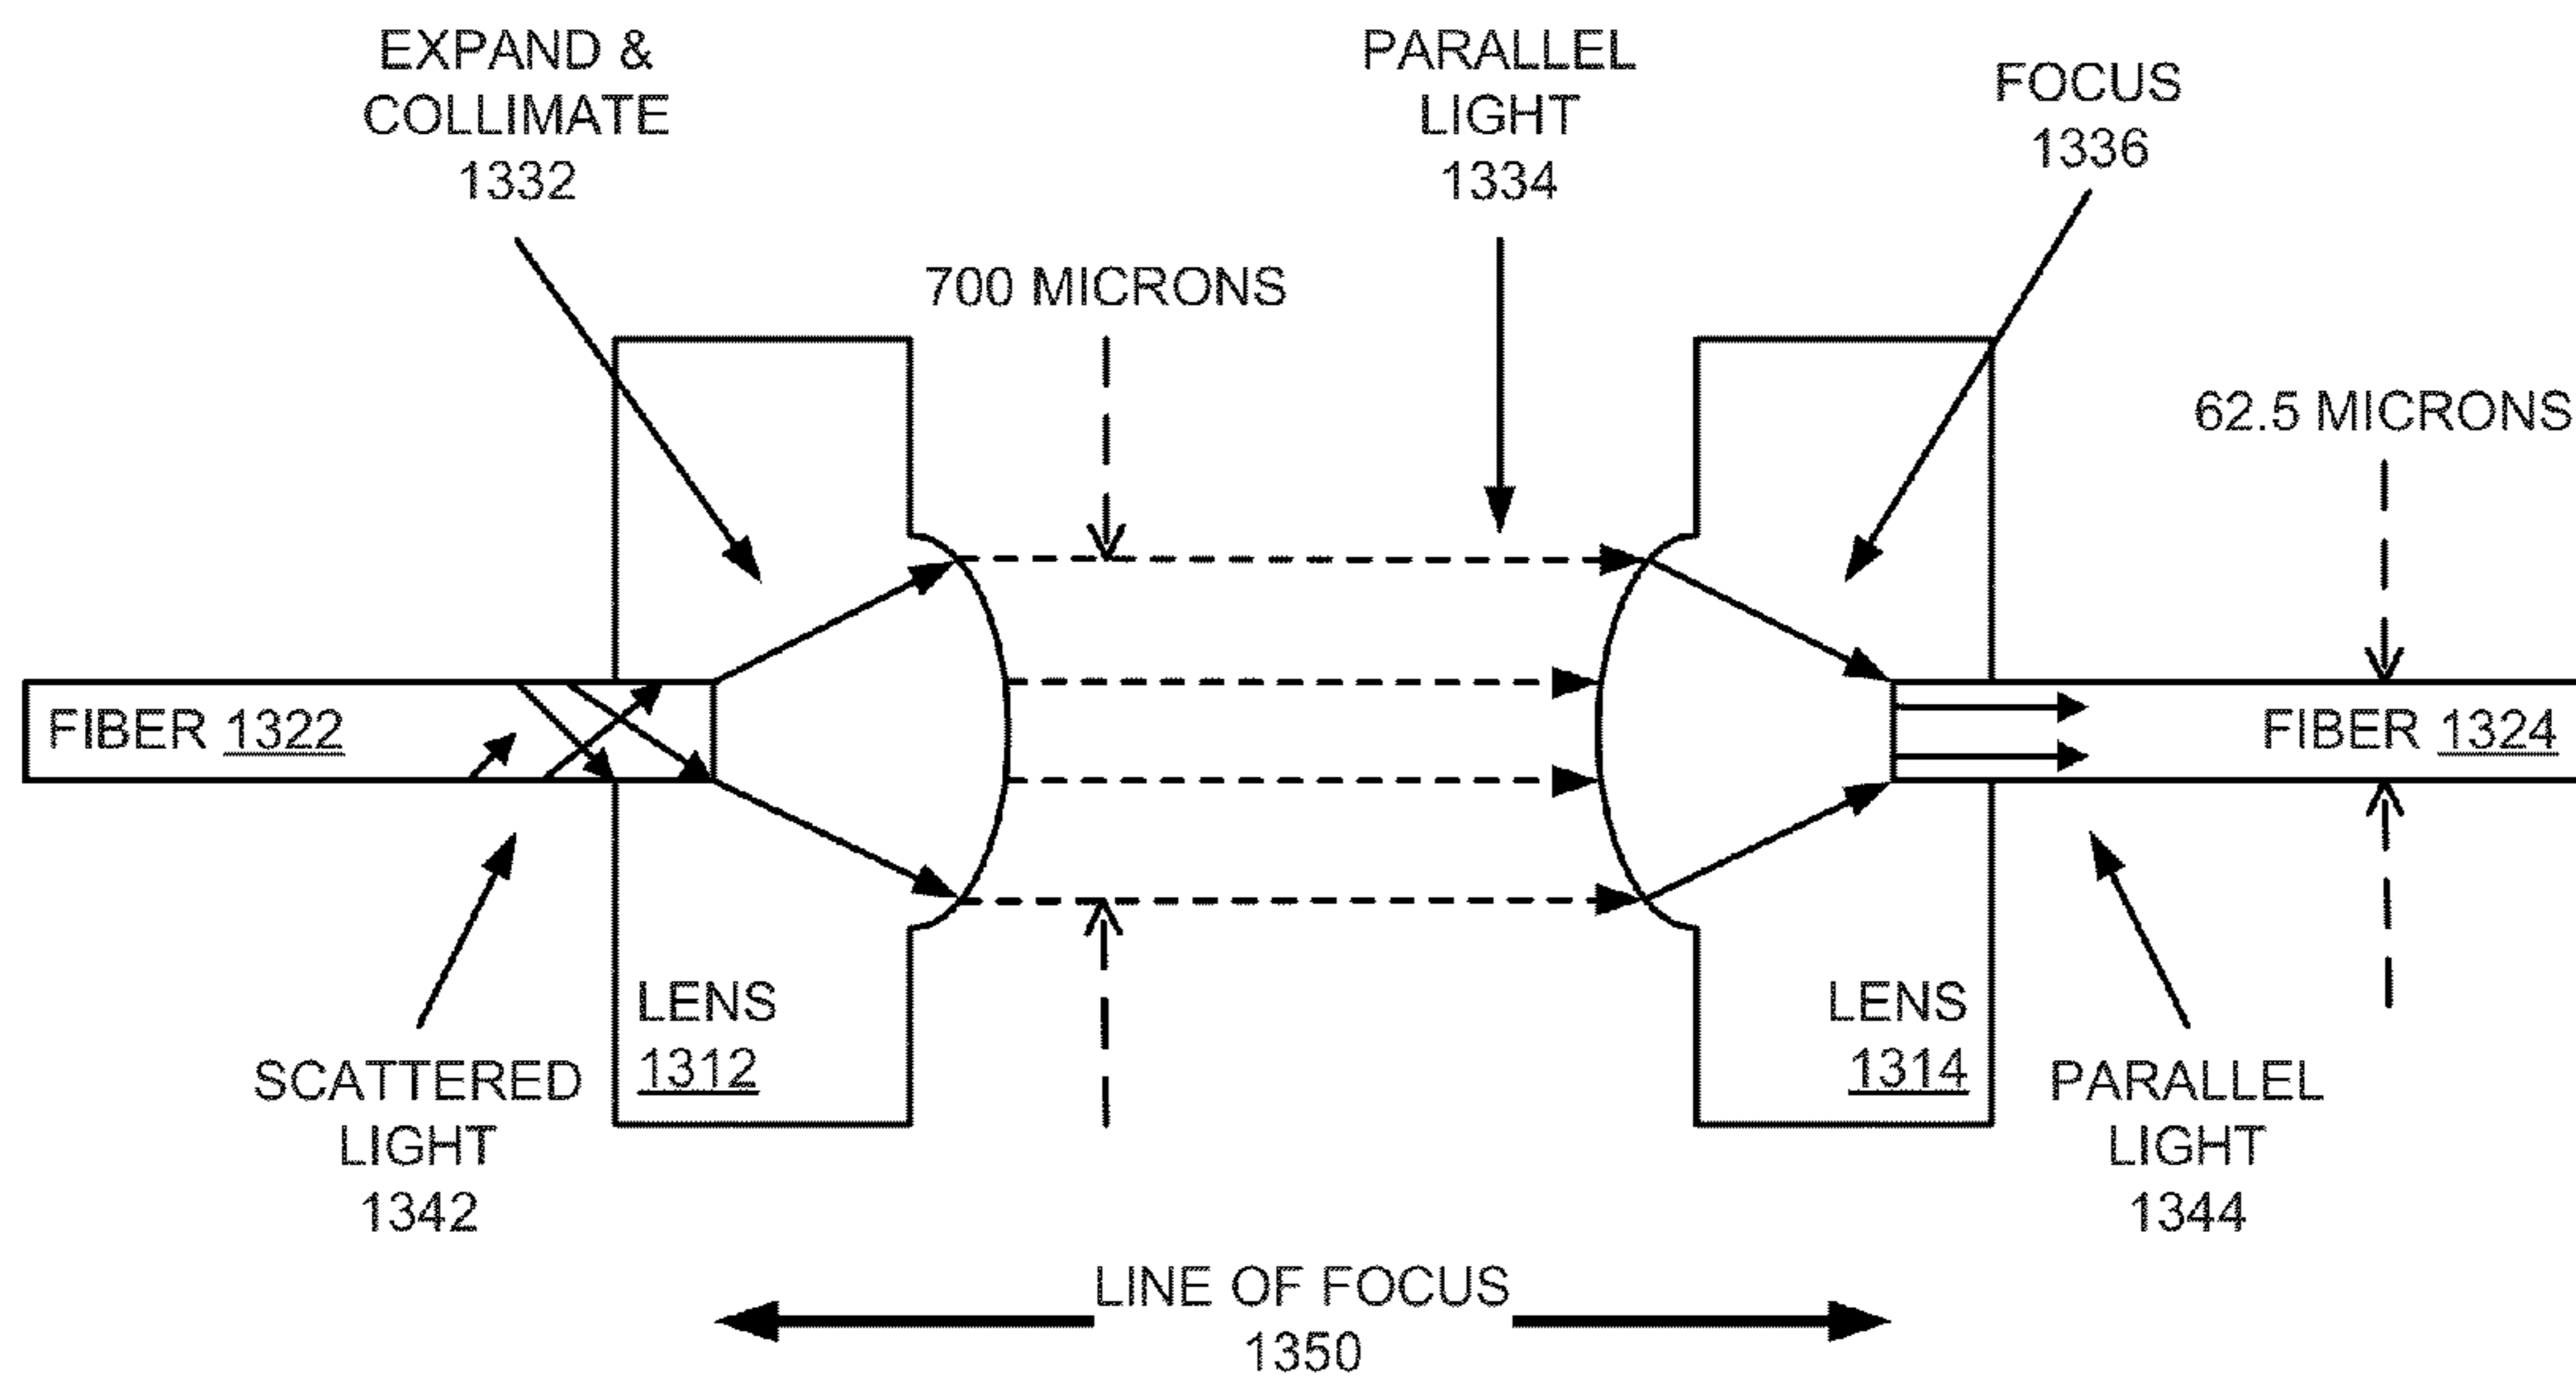 EXPAND &
COLLIMATE
1332
PARALLEL
LIGHT
1334
FOCUS
1336
700 MICRONS
62.5 MICRONS
FIBER 1322
FIBER 1324
LENS
1312
LENS
1314
SCATTERED
LIGHT
1342
PARALLEL
LIGHT
1344
LINE OF FOCUS
1350